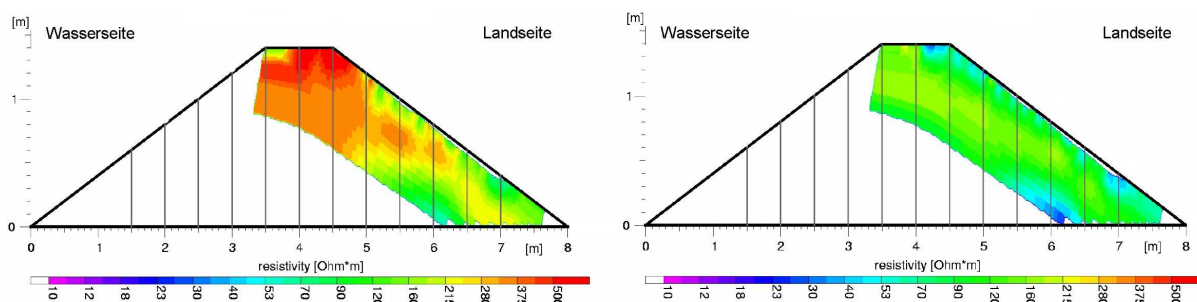 [m]
Wasserseite Landseite
1
0
0 1 2 3 4 5 6 7 8
[m]
resistivity [Ohm*m]
10 12 18 23 30 40 53 70 90 120 160 215 280 375 500
[m]
Wasserseite Landseite
1
0
0 1 2 3 4 5 6 7 8
[m]
resistivity [Ohm*m]
10 12 18 23 30 40 53 70 90 120 160 215 280 375 500